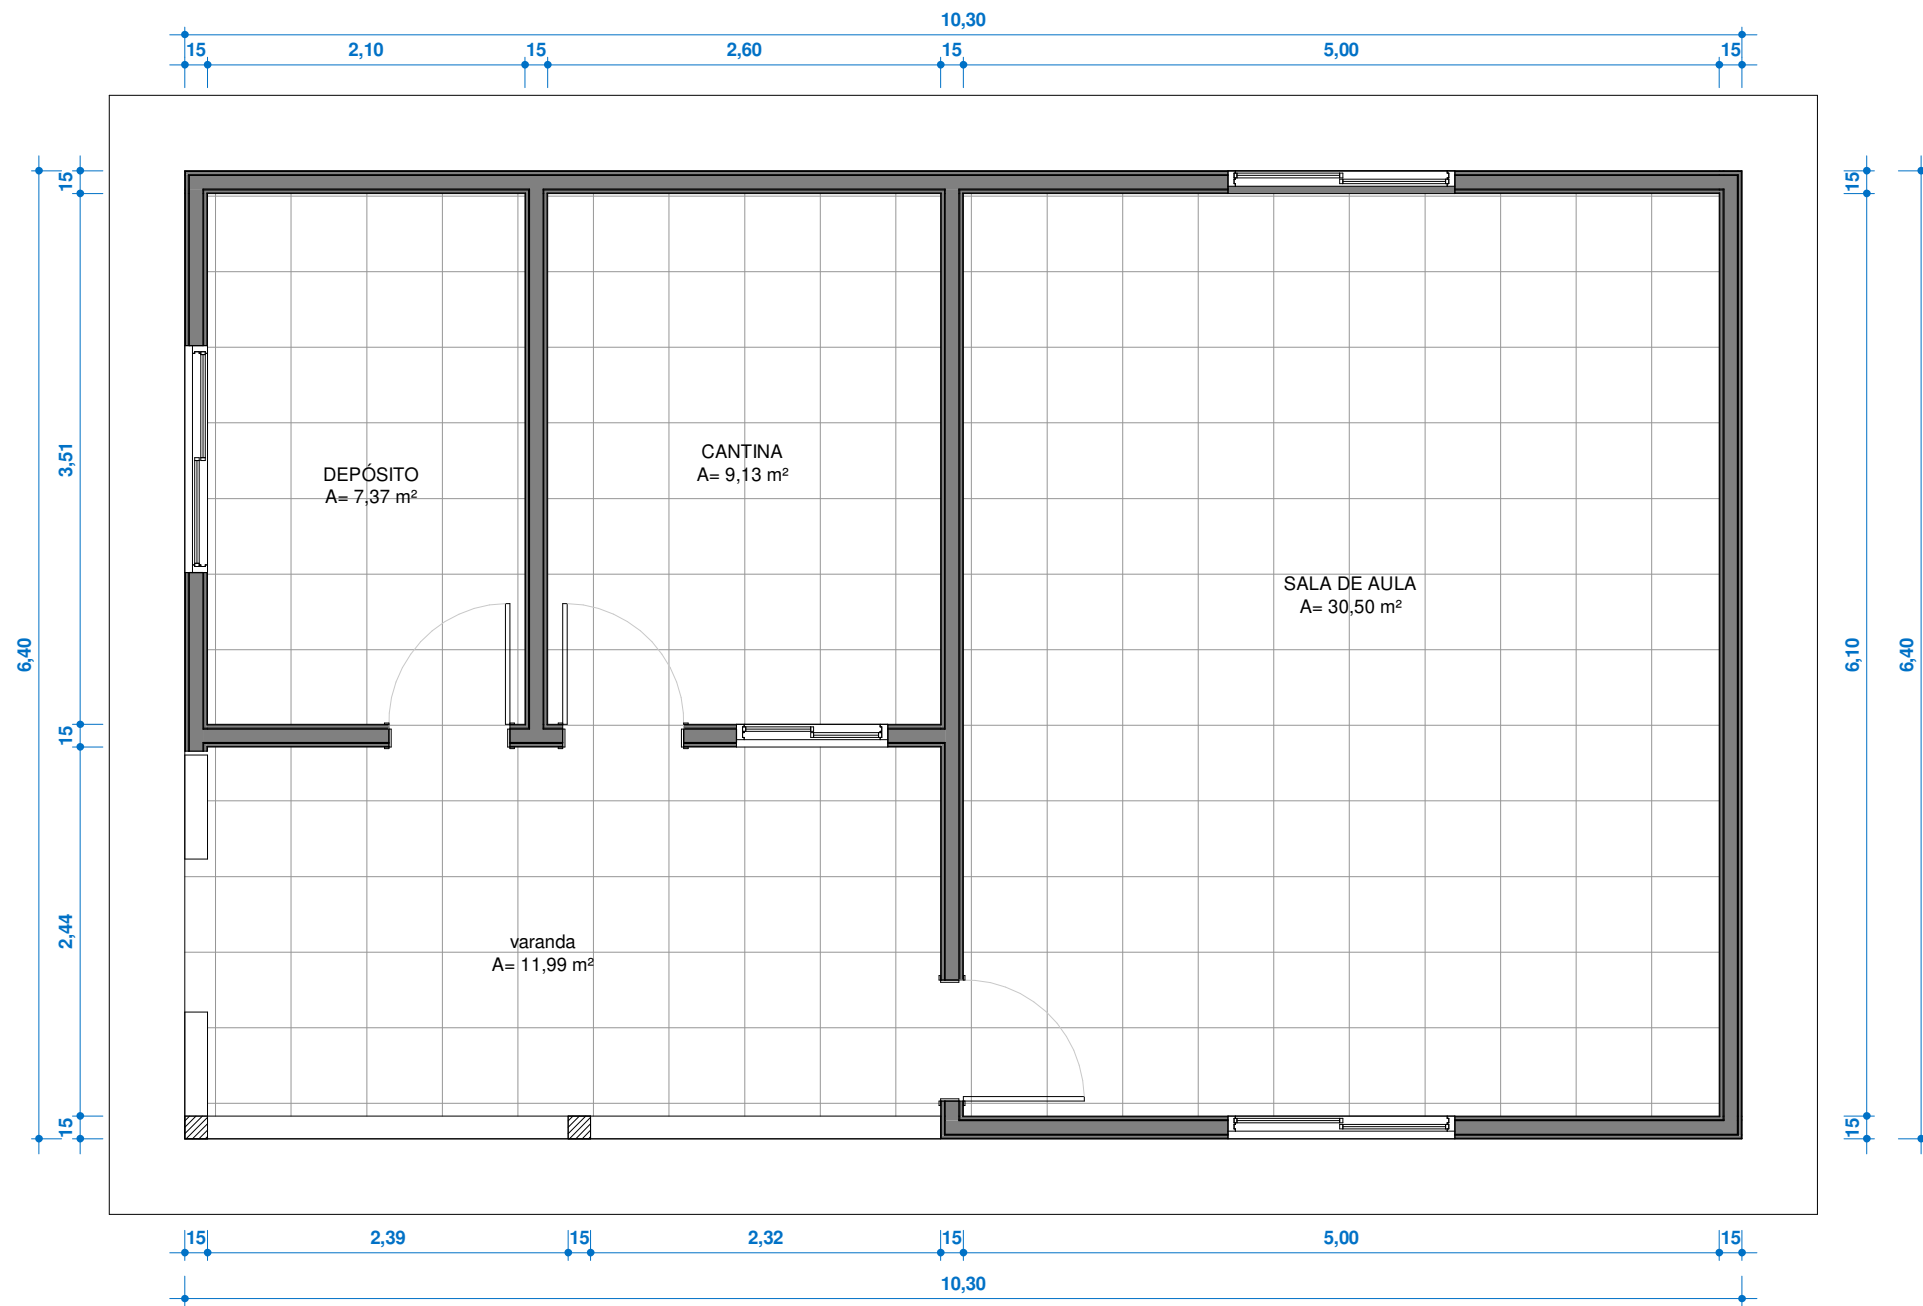 10,30
15 2,10 15 2,60 15 5,00 15
15
3,51
15
2,44
15
6,40
15
6,10
15
6,40
DEPÓSITO
A= 7,37 m²
CANTINA
A= 9,13 m²
SALA DE AULA
A= 30,50 m²
varanda
A= 11,99 m²
15 2,39 15 2,32 15 5,00 15
10,30